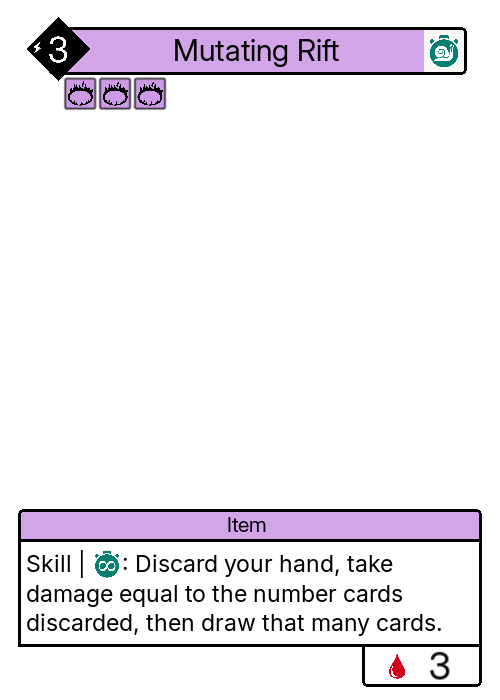 3
Mutating Rift
Item
Skill | : Discard your hand, take
damage equal to the number cards
discarded, then draw that many cards.
3